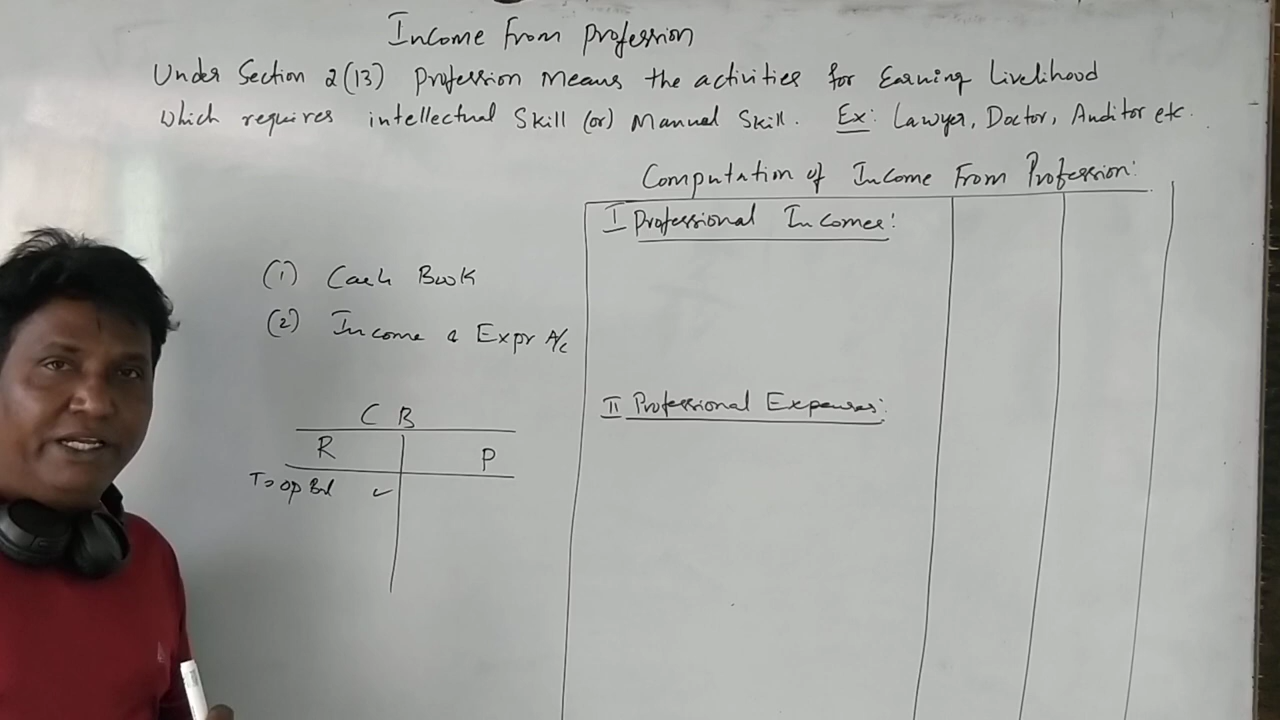 Income From Profession
Under Section 2(13) Profession Means the activities for Earning Livelihood
Which requires intellectual Skill (or) Manual Skill. Ex: Lawyer, Doctor, Auditor etc.
Computation of Income From Profession:
I Professional Incomes:
(1) Cash Book
(2) Income & Expr A/c
II Professional Expenses:
C B
R P
To op Bal ✓